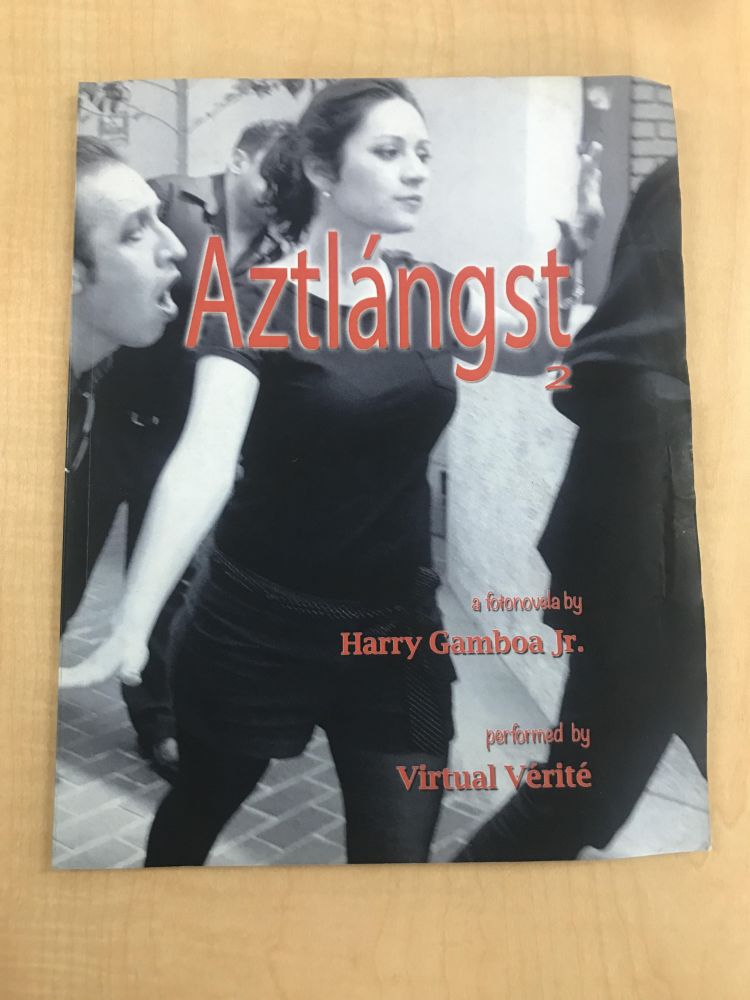 Aztlángst
2
a fotonovela by
Harry Gamboa Jr.
performed by
Virtual Vérité